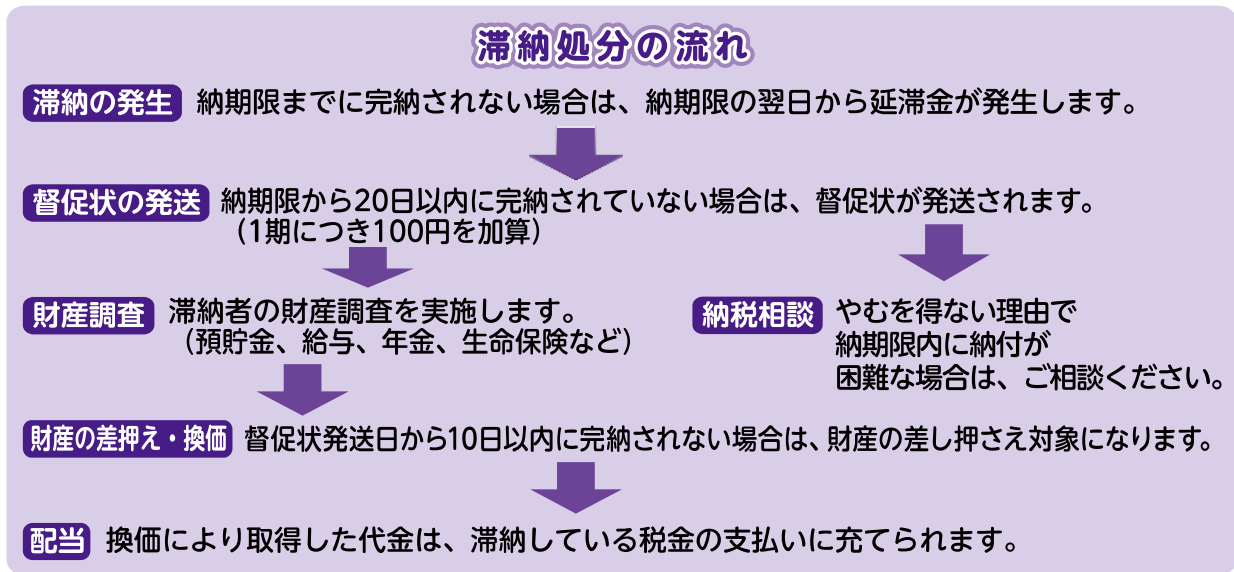 滞納処分の流れ
滞納の発生 納期限までに完納されない場合は、納期限の翌日から延滞金が発生します。
督促状の発送 納期限から20日以内に完納されていない場合は、督促状が発送されます。
（1期につき100円を加算）
財産調査 滞納者の財産調査を実施します。
（預貯金、給与、年金、生命保険など）
納税相談 やむを得ない理由で
納期限内に納付が
困難な場合は、ご相談ください。
財産の差押え・換価 督促状発送日から10日以内に完納されない場合は、財産の差し押さえ対象になります。
配当 換価により取得した代金は、滞納している税金の支払いに充てられます。